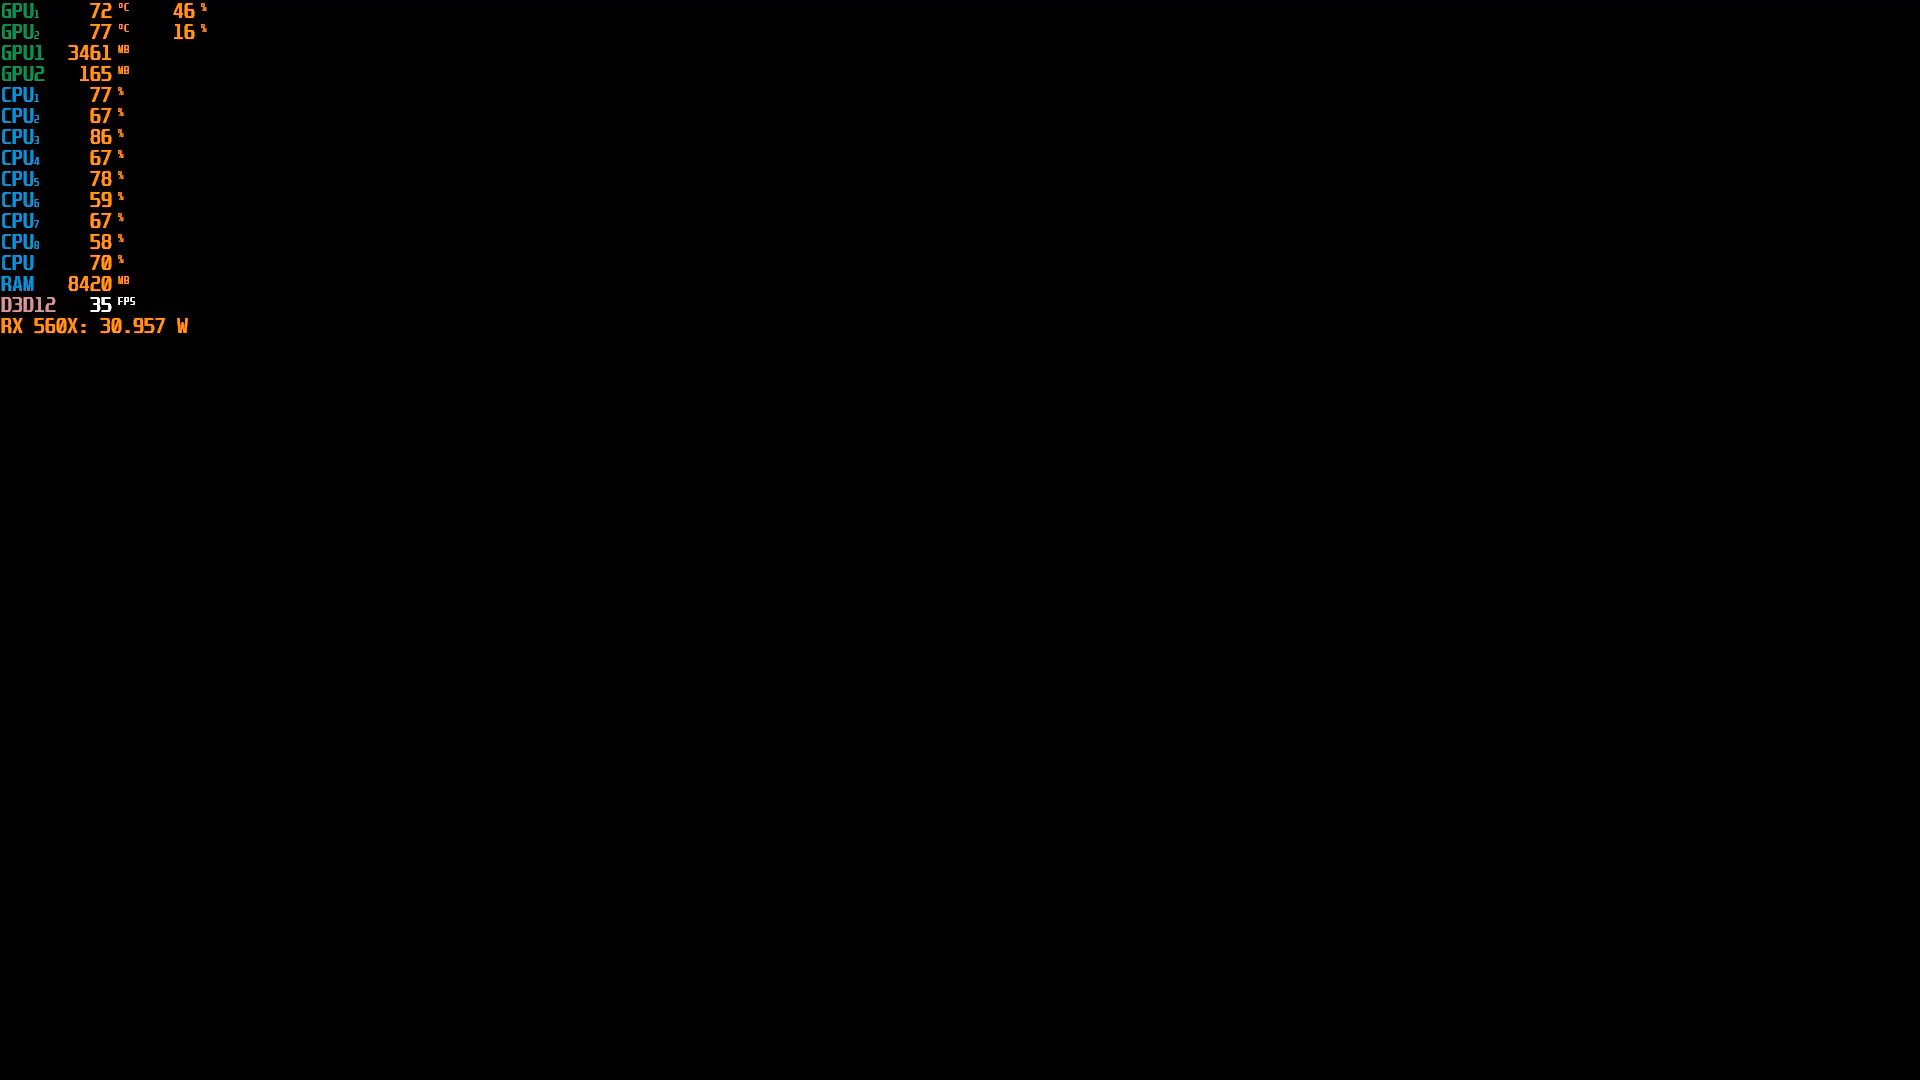 GPU₁ 72 °C 46 %
GPU₂ 77 °C 16 %
GPU1 3461 MB
GPU2 165 MB
CPU₁ 77 %
CPU₂ 67 %
CPU₃ 86 %
CPU₄ 67 %
CPU₅ 78 %
CPU₆ 59 %
CPU₇ 67 %
CPU₈ 58 %
CPU 70 %
RAM 8420 MB
D3D12 35 FPS
RX 560X: 30.957 W